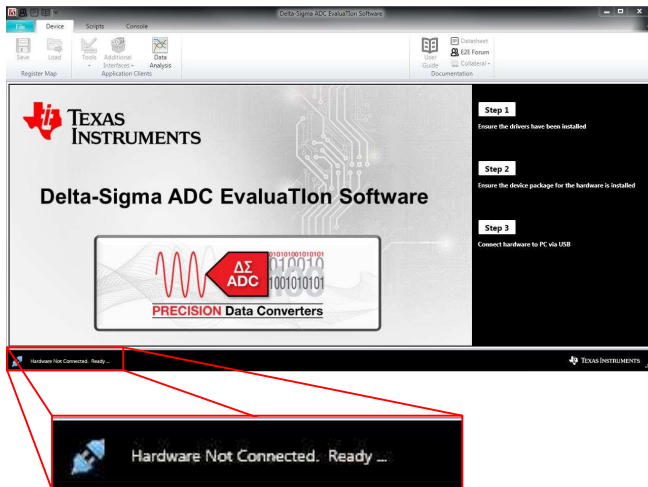 Delta-Sigma ADC EvaluaTIon Software
File Device Scripts Console
Save Load Tools Additional Interfaces Data Analysis
Register Map Application Clients
User Guide
Datasheet
E2E Forum
Collateral
Documentation
TEXAS
INSTRUMENTS
Delta-Sigma ADC EvaluaTIon Software
ΔΣ
ADC
010101001010101
010010
1001010101
PRECISION Data Converters
Step 1
Ensure the drivers have been installed
Step 2
Ensure the device package for the hardware is installed
Step 3
Connect hardware to PC via USB
Hardware Not Connected. Ready ...
TEXAS INSTRUMENTS
Hardware Not Connected. Ready ...